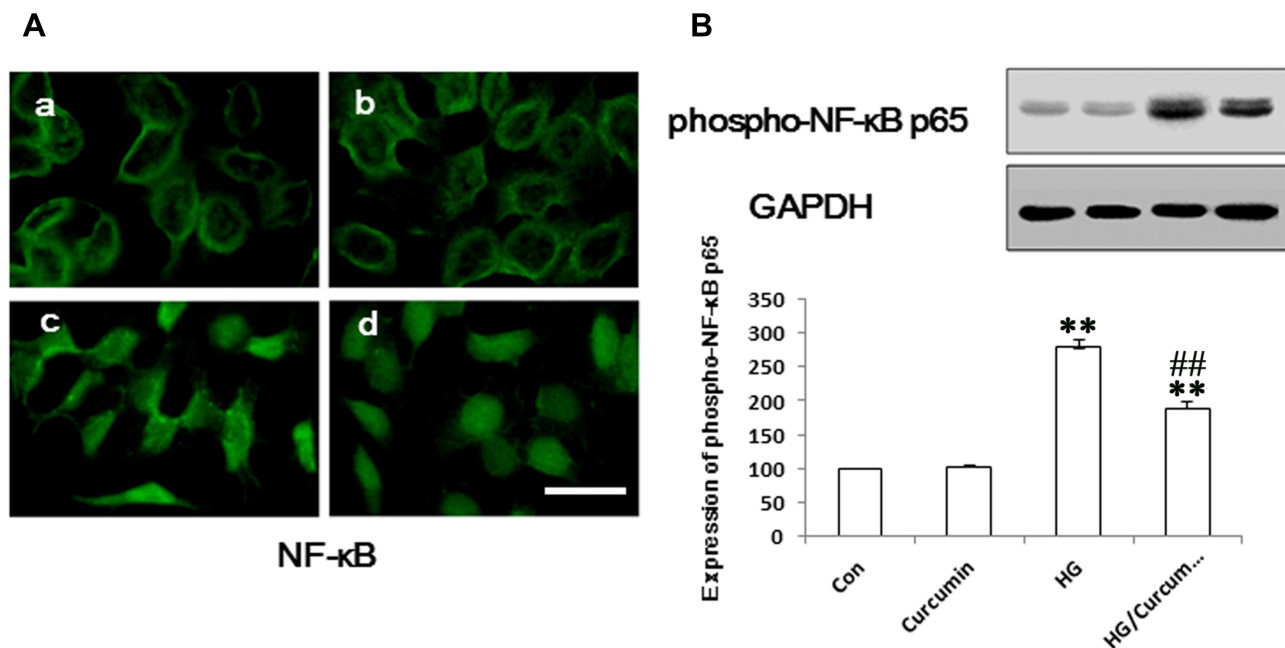 A
B
a
b
c
d
NF-κB
phospho-NF-κB p65
GAPDH
Expression of phospho-NF-κB p65
350
300
250
200
150
100
50
0
**
##
**
Con
Curcumin
HG
HG/Curcum...